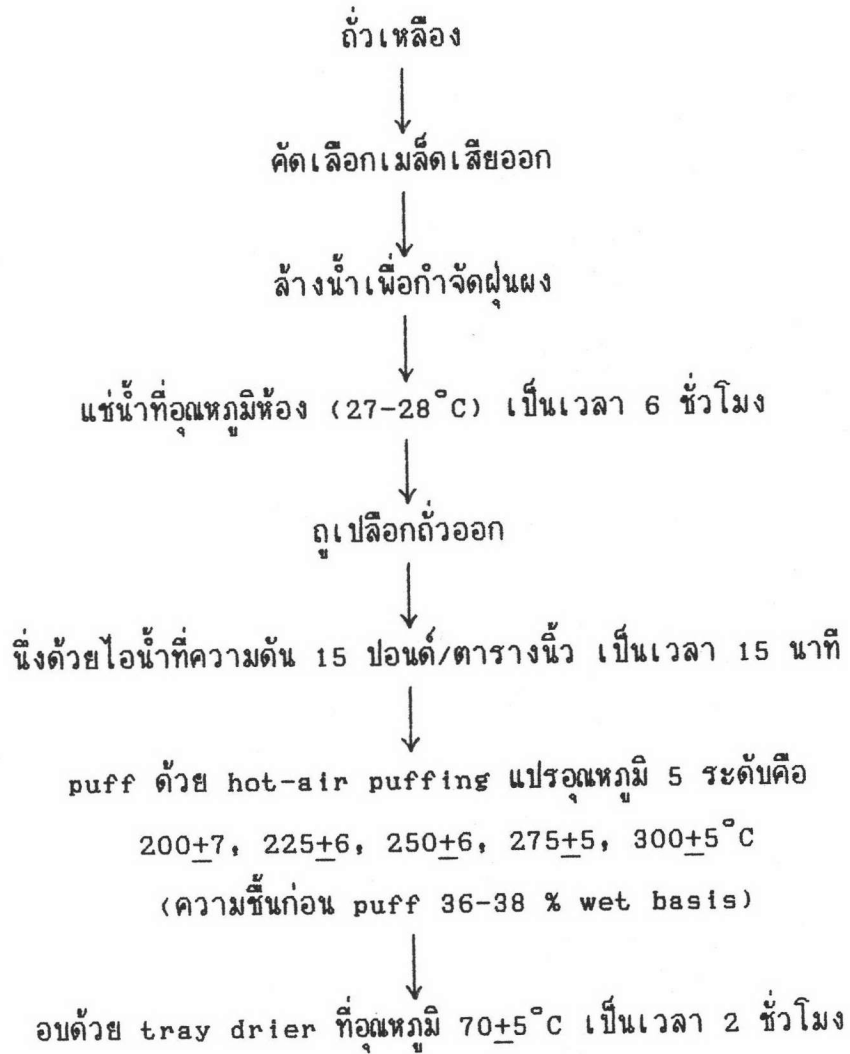 ถั่วเหลือง
คัดเลือกเมล็ดเสียออก
ล้างน้ำเพื่อกำจัดฝุ่นผง
แช่น้ำที่อุณหภูมิห้อง (27-28°C) เป็นเวลา 6 ชั่วโมง
ถูเปลือกถั่วออก
นึ่งด้วยไอน้ำที่ความดัน 15 ปอนด์/ตารางนิ้ว เป็นเวลา 15 นาที
puff ด้วย hot-air puffing แปรอุณหภูมิ 5 ระดับคือ
200±7, 225±6, 250±6, 275±5, 300±5°C
(ความชื้นก่อน puff 36-38 % wet basis)
อบด้วย tray drier ที่อุณหภูมิ 70±5°C เป็นเวลา 2 ชั่วโมง